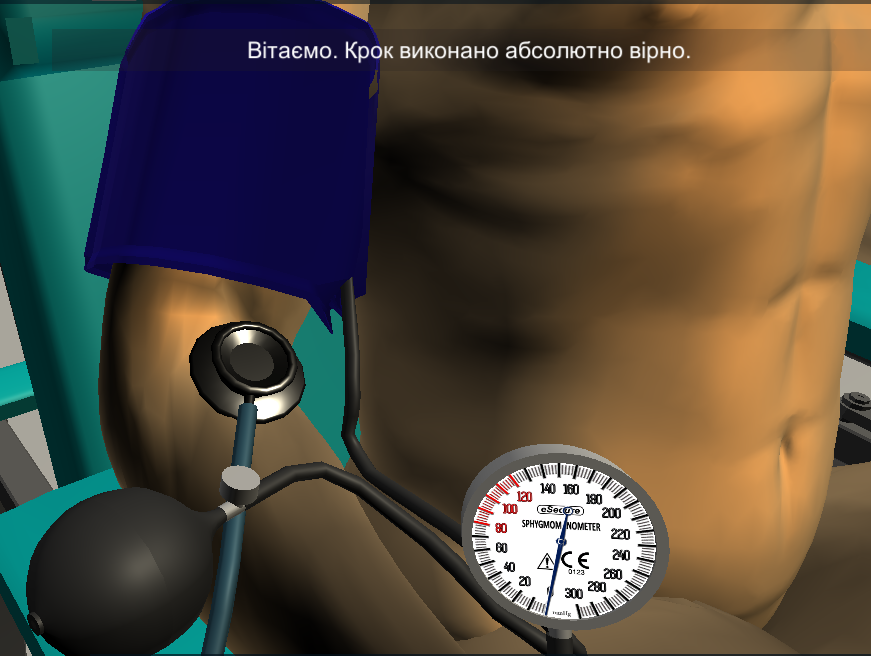 Вітаємо. Крок виконано абсолютно вірно.
140 160
120 180
100 200
eSecure
80 SPHYGMOMANOMETER 220
60 240
CE
40 0123 260
20 280
0 300
mmHg